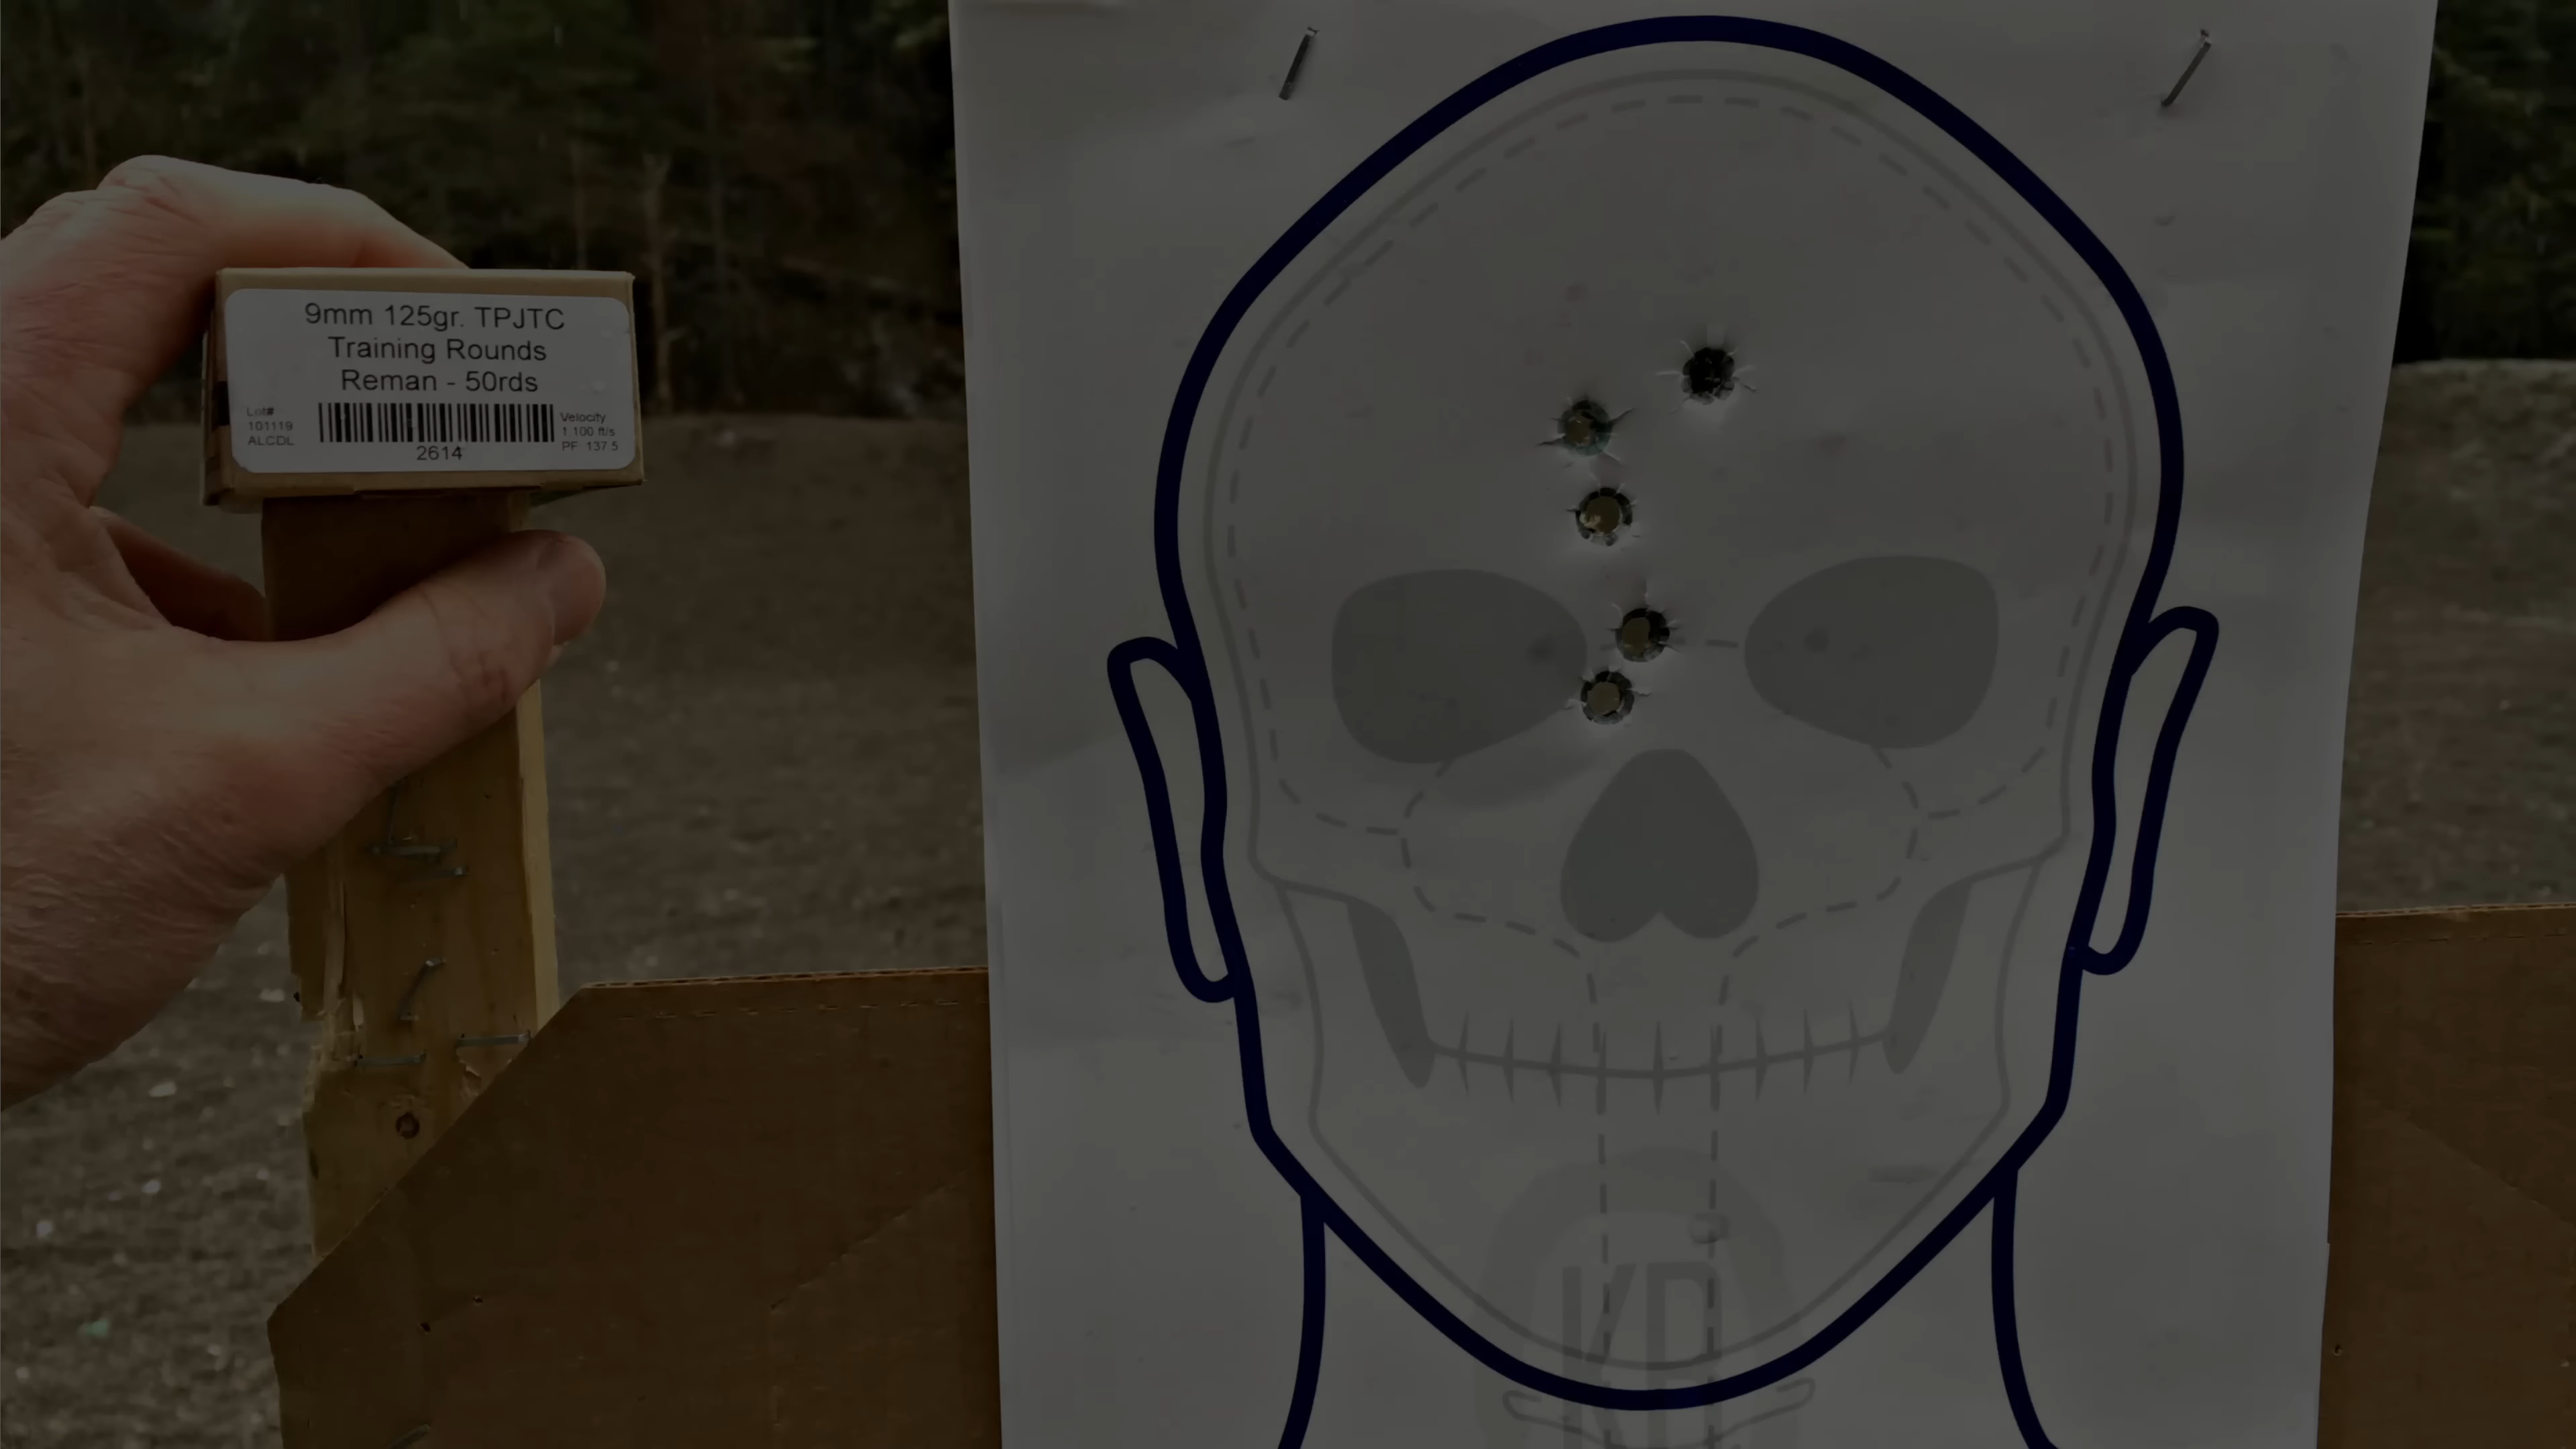 9mm 125gr. TPJTC
Training Rounds
Reman - 50rds
Lot#
101119
ALCDL
2614
Velocity
1.100 ft/s
PF: 137.5